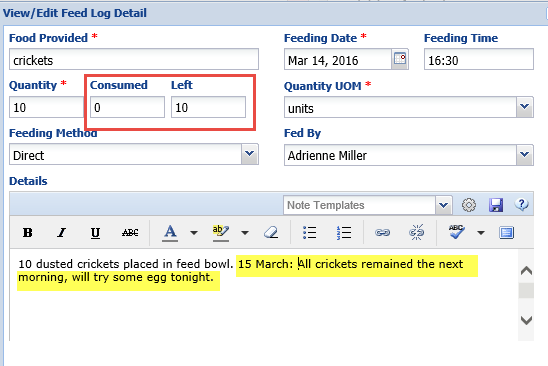 View/Edit Feed Log Detail
Food Provided * Feeding Date * Feeding Time
crickets Mar 14, 2016 16:30
Quantity * Consumed Left Quantity UOM *
10 0 10 units
Feeding Method Fed By
Direct Adrienne Miller
Details
Note Templates
B I U ABC A ab ABC
10 dusted crickets placed in feed bowl. 15 March: All crickets remained the next
morning, will try some egg tonight.